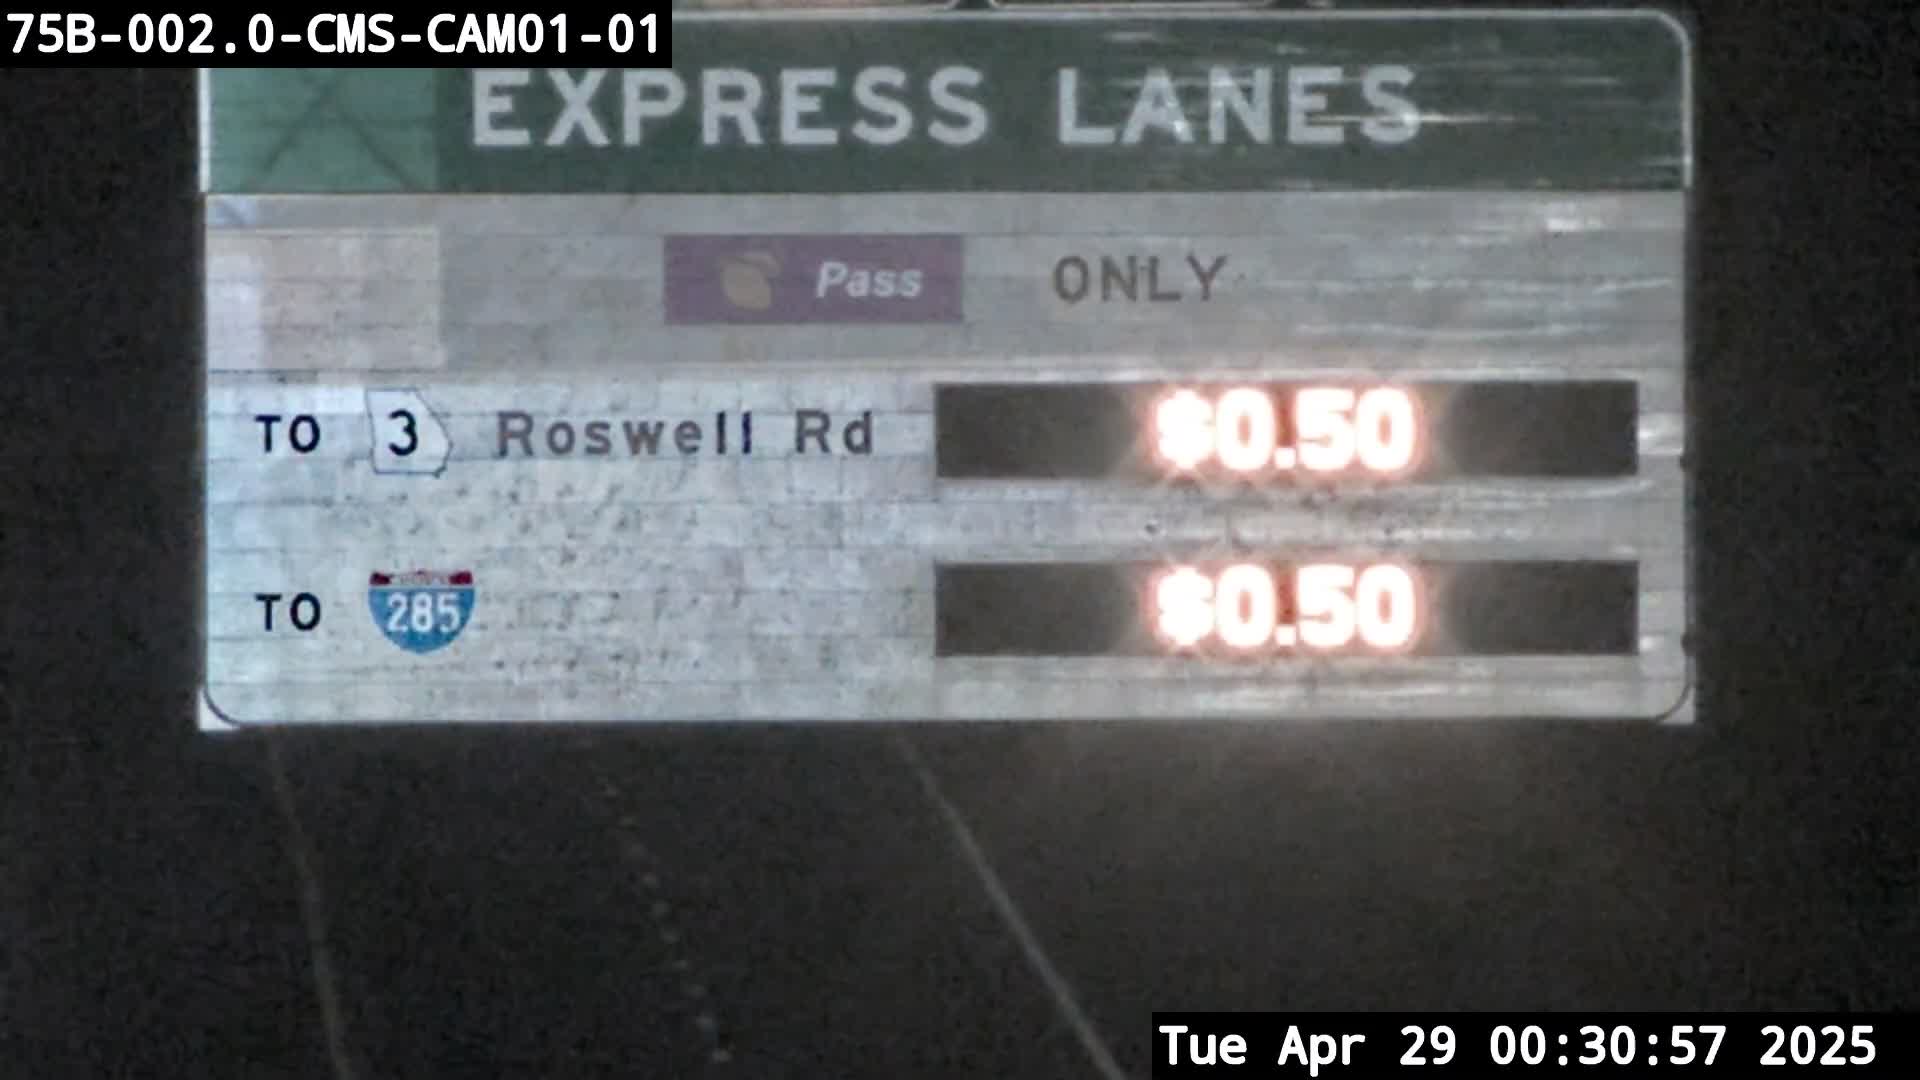 75B-002.0-CMS-CAM01-01
EXPRESS LANES
Pass ONLY
TO 3 Roswell Rd $0.50
TO 285 $0.50
Tue Apr 29 00:30:57 2025